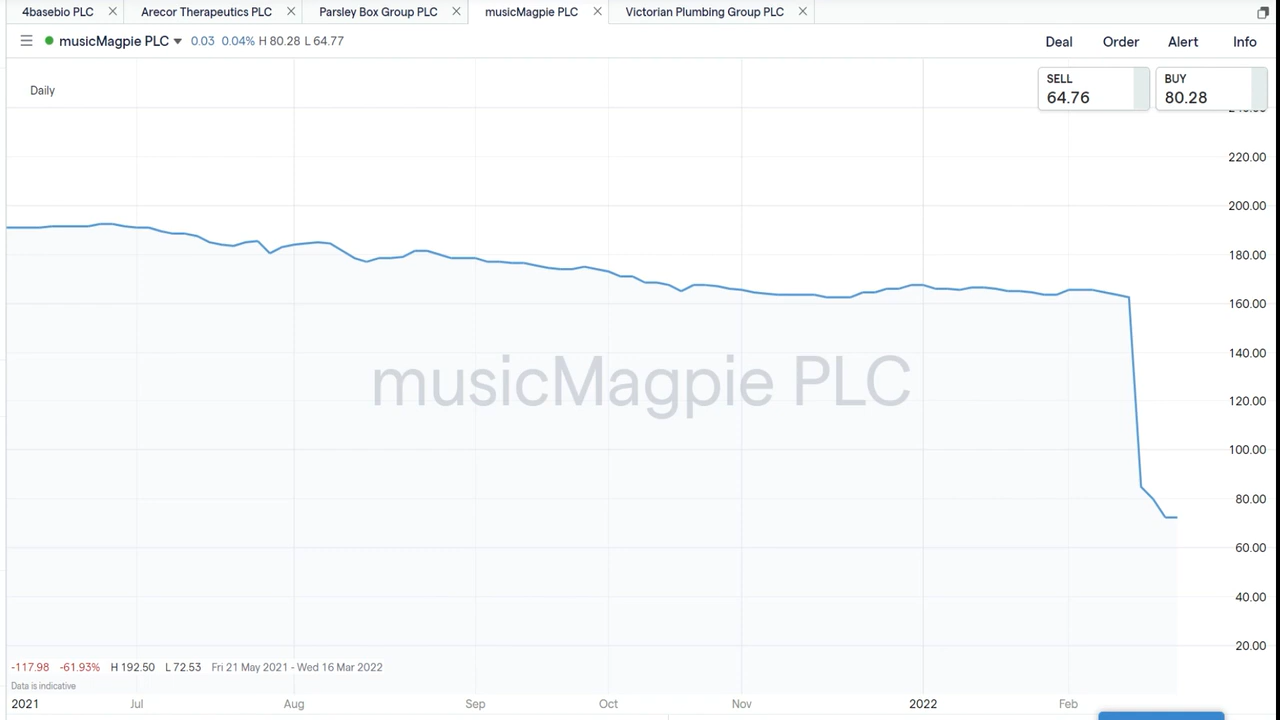 4basebio PLC
Arecor Therapeutics PLC
Parsley Box Group PLC
musicMagpie PLC
Victorian Plumbing Group PLC
musicMagpie PLC 0.03 0.04% H 80.28 L 64.77
Deal Order Alert Info
Daily
SELL
64.76
BUY
80.28
220.00
200.00
180.00
160.00
140.00
120.00
100.00
80.00
60.00
40.00
20.00
musicMagpie PLC
-117.98 -61.93% H 192.50 L 72.53 Fri 21 May 2021 - Wed 16 Mar 2022
Data is indicative
2021 Jul Aug Sep Oct Nov 2022 Feb